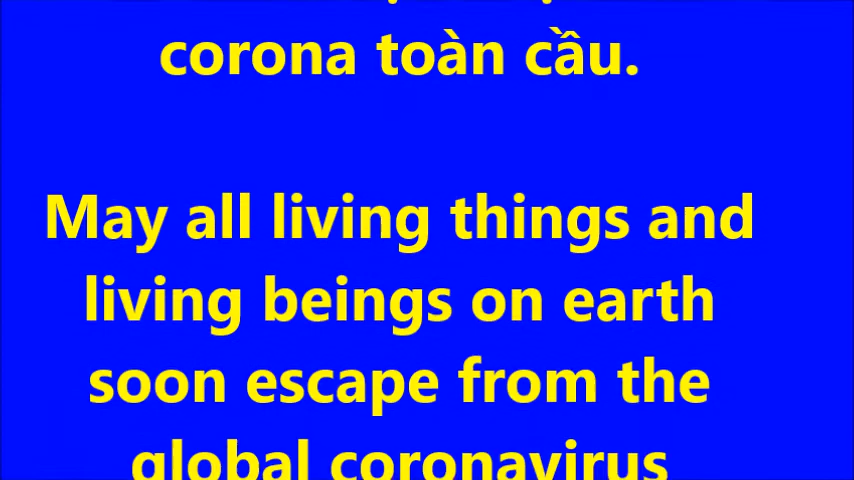 corona toàn cầu.
May all living things and
living beings on earth
soon escape from the
global coronavirus